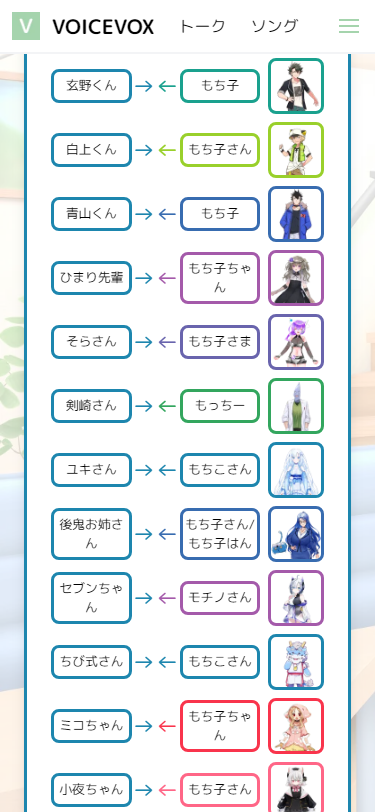 V VOICEVOX トーク ソング
玄野くん → ← もち子
白上くん → ← もち子さん
青山くん → ← もち子
ひまり先輩 → ← もち子ちゃ
ん
そらさん → ← もち子さま
剣崎さん → ← もっちー
ユキさん → ← もちこさん
後鬼お姉さ
ん → ← もち子さん/
もち子はん
セブンちゃ
ん → ← モチノさん
ちび式さん → ← もちこさん
ミコちゃん → ← もち子ちゃ
ん
小夜ちゃん → ← もち子さん